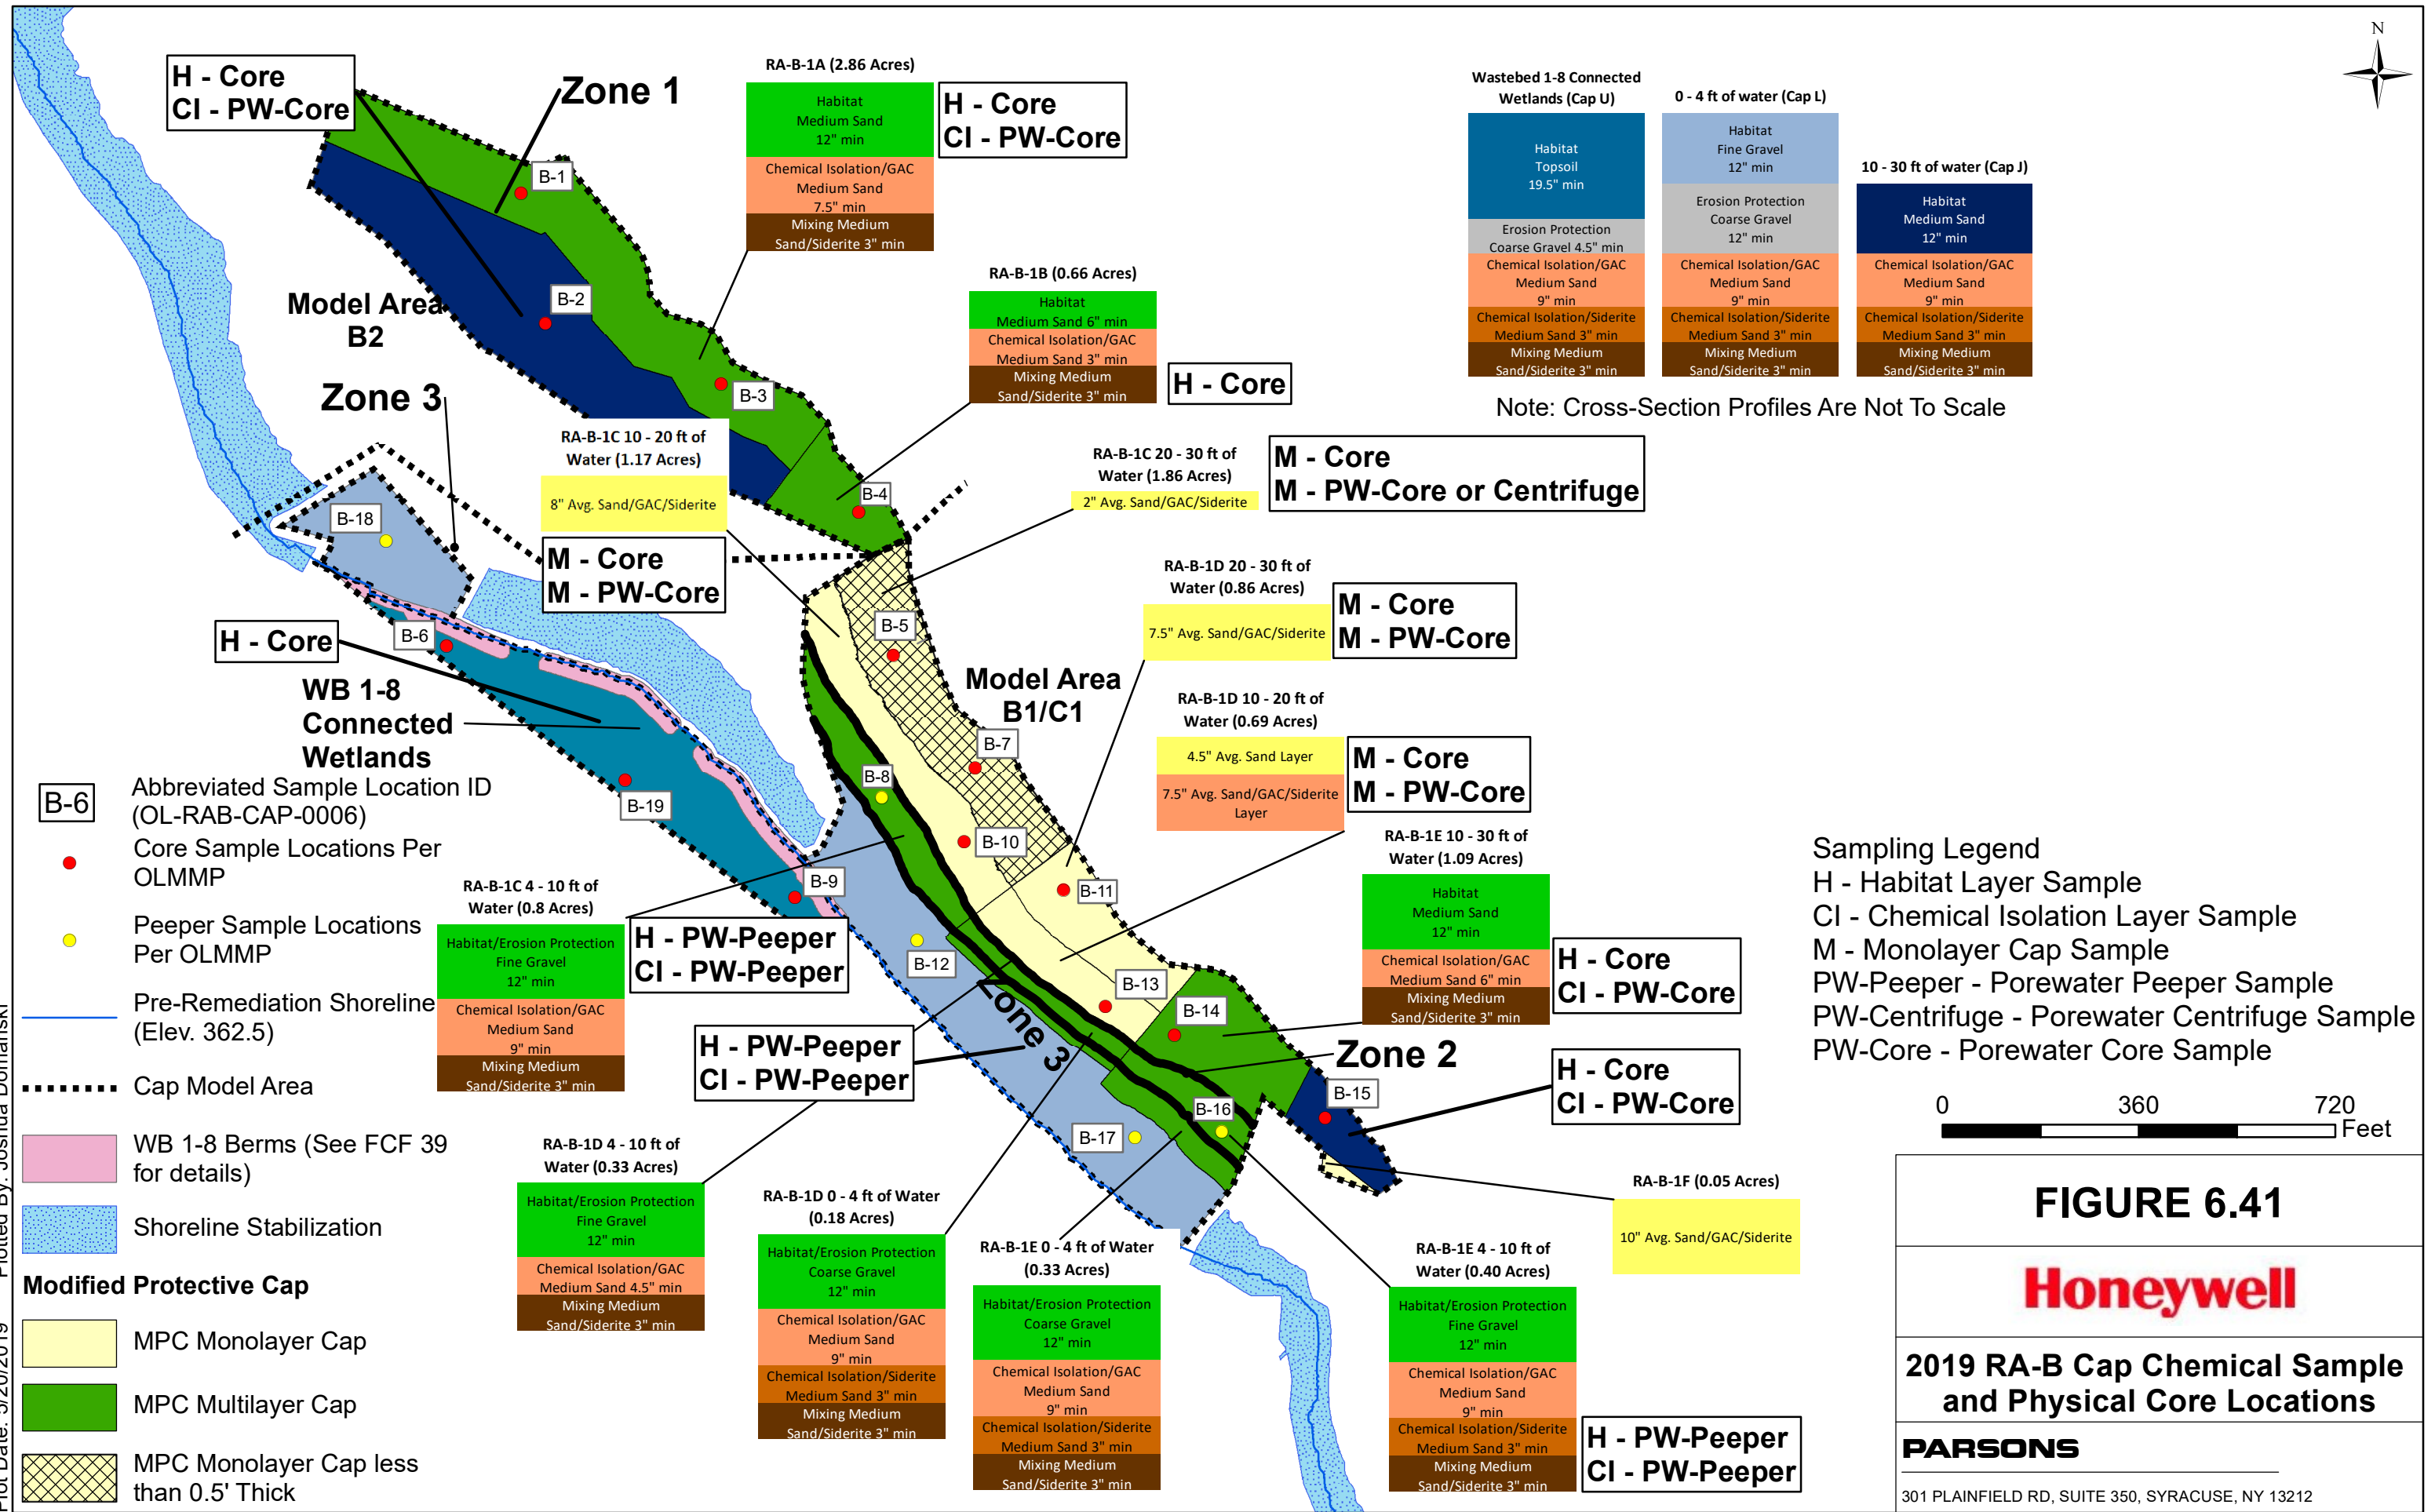 H - Core
CI - PW-Core
Zone 1
RA-B-1A (2.86 Acres)
Habitat
Medium Sand
12" min
Chemical Isolation/GAC
Medium Sand
7.5" min
Mixing Medium
Sand/Siderite 3" min
H - Core
CI - PW-Core
Wastebed 1-8 Connected
Wetlands (Cap U)
Habitat
Topsoil
19.5" min
Erosion Protection
Coarse Gravel 4.5" min
Chemical Isolation/GAC
Medium Sand
9" min
Chemical Isolation/Siderite
Medium Sand 3" min
Mixing Medium
Sand/Siderite 3" min
0 - 4 ft of water (Cap L)
Habitat
Fine Gravel
12" min
Erosion Protection
Coarse Gravel
12" min
Chemical Isolation/GAC
Medium Sand
9" min
Chemical Isolation/Siderite
Medium Sand 3" min
Mixing Medium
Sand/Siderite 3" min
10 - 30 ft of water (Cap J)
Habitat
Medium Sand
12" min
Chemical Isolation/GAC
Medium Sand
9" min
Chemical Isolation/Siderite
Medium Sand 3" min
Mixing Medium
Sand/Siderite 3" min
Note: Cross-Section Profiles Are Not To Scale
N
B-1
B-2
B-3
B-4
Model Area
B2
Zone 3
RA-B-1B (0.66 Acres)
Habitat
Medium Sand 6" min
Chemical Isolation/GAC
Medium Sand 3" min
Mixing Medium
Sand/Siderite 3" min
H - Core
RA-B-1C 10 - 20 ft of
Water (1.17 Acres)
8" Avg. Sand/GAC/Siderite
M - Core
M - PW-Core
RA-B-1C 20 - 30 ft of
Water (1.86 Acres)
2" Avg. Sand/GAC/Siderite
M - Core
M - PW-Core or Centrifuge
B-18
B-6
H - Core
WB 1-8
Connected
Wetlands
B-5
Model Area
B1/C1
RA-B-1D 20 - 30 ft of
Water (0.86 Acres)
7.5" Avg. Sand/GAC/Siderite
M - Core
M - PW-Core
RA-B-1D 10 - 20 ft of
Water (0.69 Acres)
4.5" Avg. Sand Layer
7.5" Avg. Sand/GAC/Siderite
Layer
M - Core
M - PW-Core
B-7
B-8
B-19
B-10
B-9
B-11
B-12
B-13
B-14
B-15
B-16
B-17
Zone 3
Zone 2
RA-B-1E 10 - 30 ft of
Water (1.09 Acres)
Habitat
Medium Sand
12" min
Chemical Isolation/GAC
Medium Sand 6" min
Mixing Medium
Sand/Siderite 3" min
H - Core
CI - PW-Core
H - Core
CI - PW-Core
RA-B-1C 4 - 10 ft of
Water (0.8 Acres)
Habitat/Erosion Protection
Fine Gravel
12" min
Chemical Isolation/GAC
Medium Sand
9" min
Mixing Medium
Sand/Siderite 3" min
H - PW-Peeper
CI - PW-Peeper
H - PW-Peeper
CI - PW-Peeper
RA-B-1D 4 - 10 ft of
Water (0.33 Acres)
Habitat/Erosion Protection
Fine Gravel
12" min
Chemical Isolation/GAC
Medium Sand 4.5" min
Mixing Medium
Sand/Siderite 3" min
RA-B-1D 0 - 4 ft of Water
(0.18 Acres)
Habitat/Erosion Protection
Coarse Gravel
12" min
Chemical Isolation/GAC
Medium Sand
9" min
Chemical Isolation/Siderite
Medium Sand 3" min
Mixing Medium
Sand/Siderite 3" min
RA-B-1E 0 - 4 ft of Water
(0.33 Acres)
Habitat/Erosion Protection
Coarse Gravel
12" min
Chemical Isolation/GAC
Medium Sand
9" min
Chemical Isolation/Siderite
Medium Sand 3" min
Mixing Medium
Sand/Siderite 3" min
RA-B-1E 4 - 10 ft of
Water (0.40 Acres)
Habitat/Erosion Protection
Fine Gravel
12" min
Chemical Isolation/GAC
Medium Sand
9" min
Chemical Isolation/Siderite
Medium Sand 3" min
Mixing Medium
Sand/Siderite 3" min
H - PW-Peeper
CI - PW-Peeper
RA-B-1F (0.05 Acres)
10" Avg. Sand/GAC/Siderite
B-6
Abbreviated Sample Location ID
(OL-RAB-CAP-0006)
Core Sample Locations Per
OLMMP
Peeper Sample Locations
Per OLMMP
Pre-Remediation Shoreline
(Elev. 362.5)
Cap Model Area
WB 1-8 Berms (See FCF 39
for details)
Shoreline Stabilization
Modified Protective Cap
MPC Monolayer Cap
MPC Multilayer Cap
MPC Monolayer Cap less
than 0.5' Thick
Sampling Legend
H - Habitat Layer Sample
CI - Chemical Isolation Layer Sample
M - Monolayer Cap Sample
PW-Peeper - Porewater Peeper Sample
PW-Centrifuge - Porewater Centrifuge Sample
PW-Core - Porewater Core Sample
0 360 720
Feet
FIGURE 6.41
Honeywell
2019 RA-B Cap Chemical Sample
and Physical Core Locations
PARSONS
301 PLAINFIELD RD, SUITE 350, SYRACUSE, NY 13212
Plot Date: 5/20/2019 Plotted By: Joshua Domanski